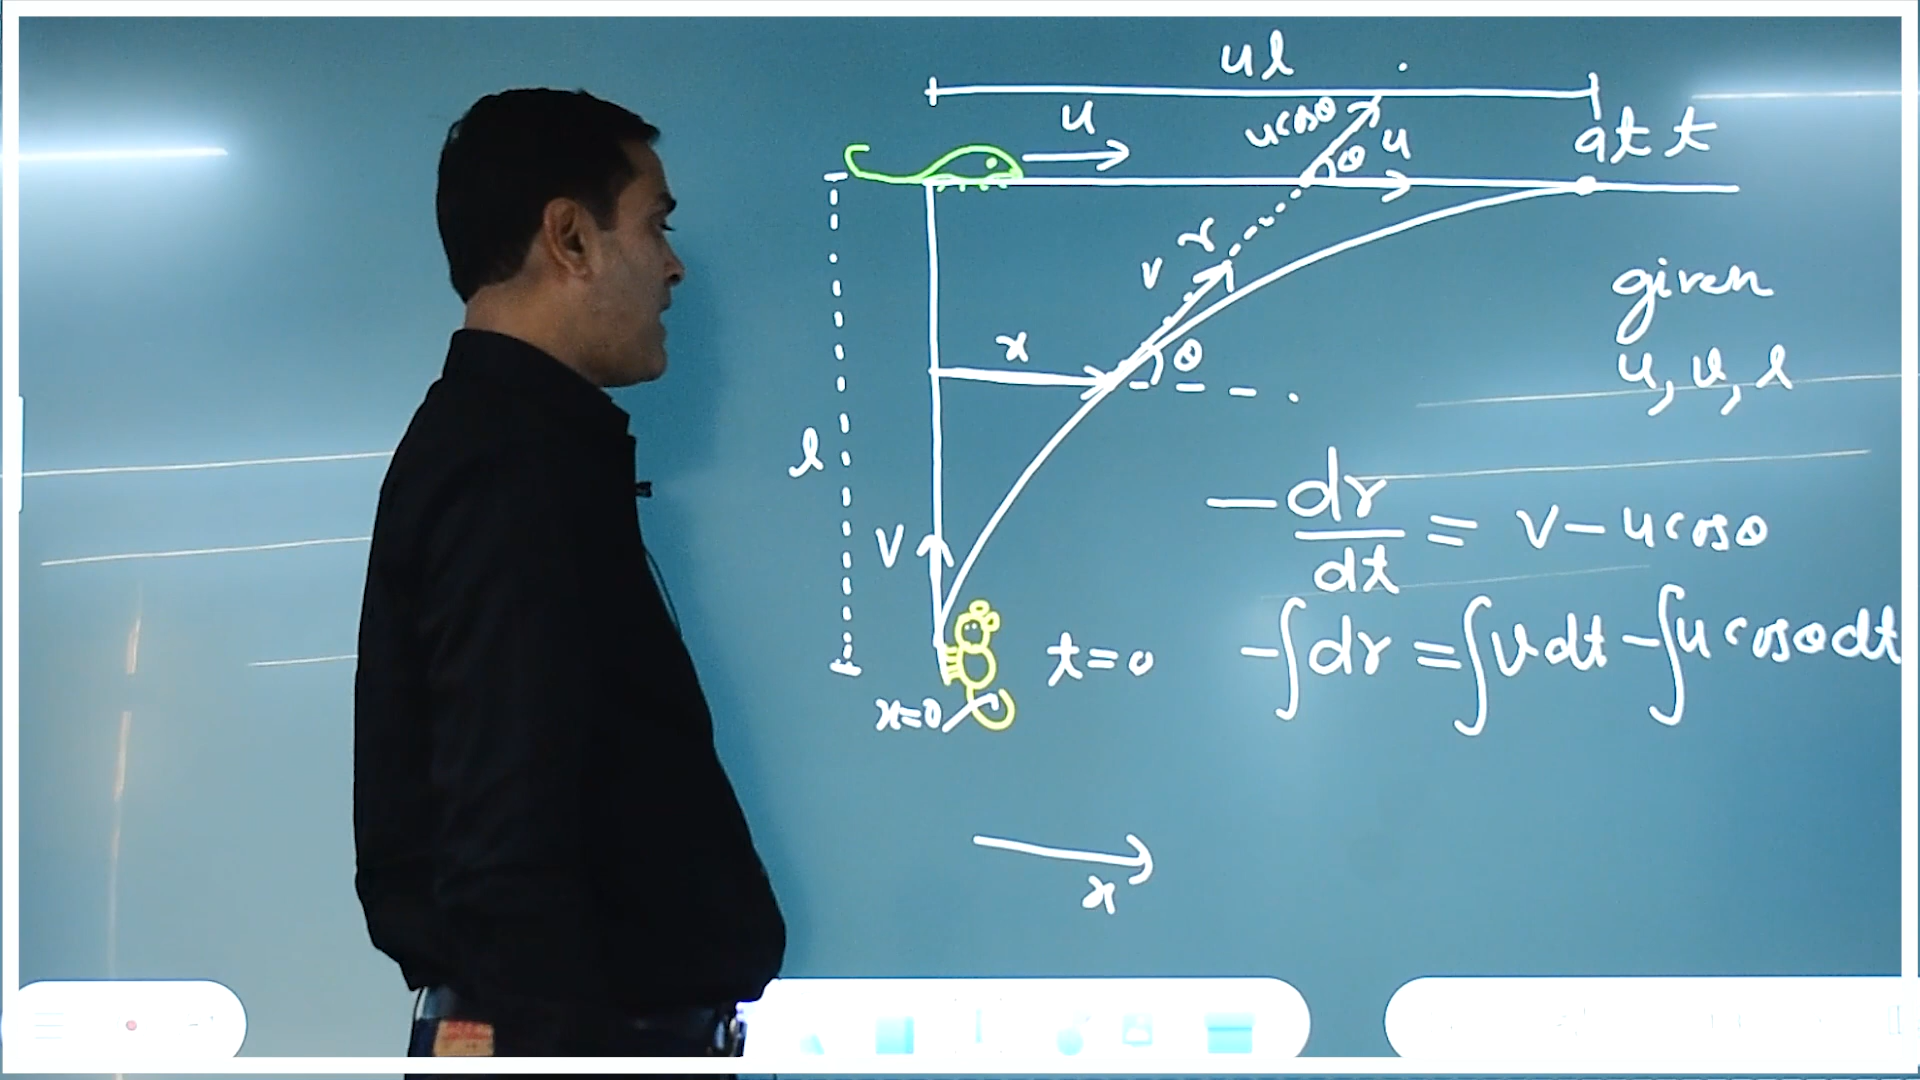 ul
u
ucosθ
θ
u
at t
r
v
x
θ
given
u, v, l
l
v
-dr/dt = v - ucosθ
t=0
-∫dr = ∫vdt - ∫ucosθdt
x=0
x